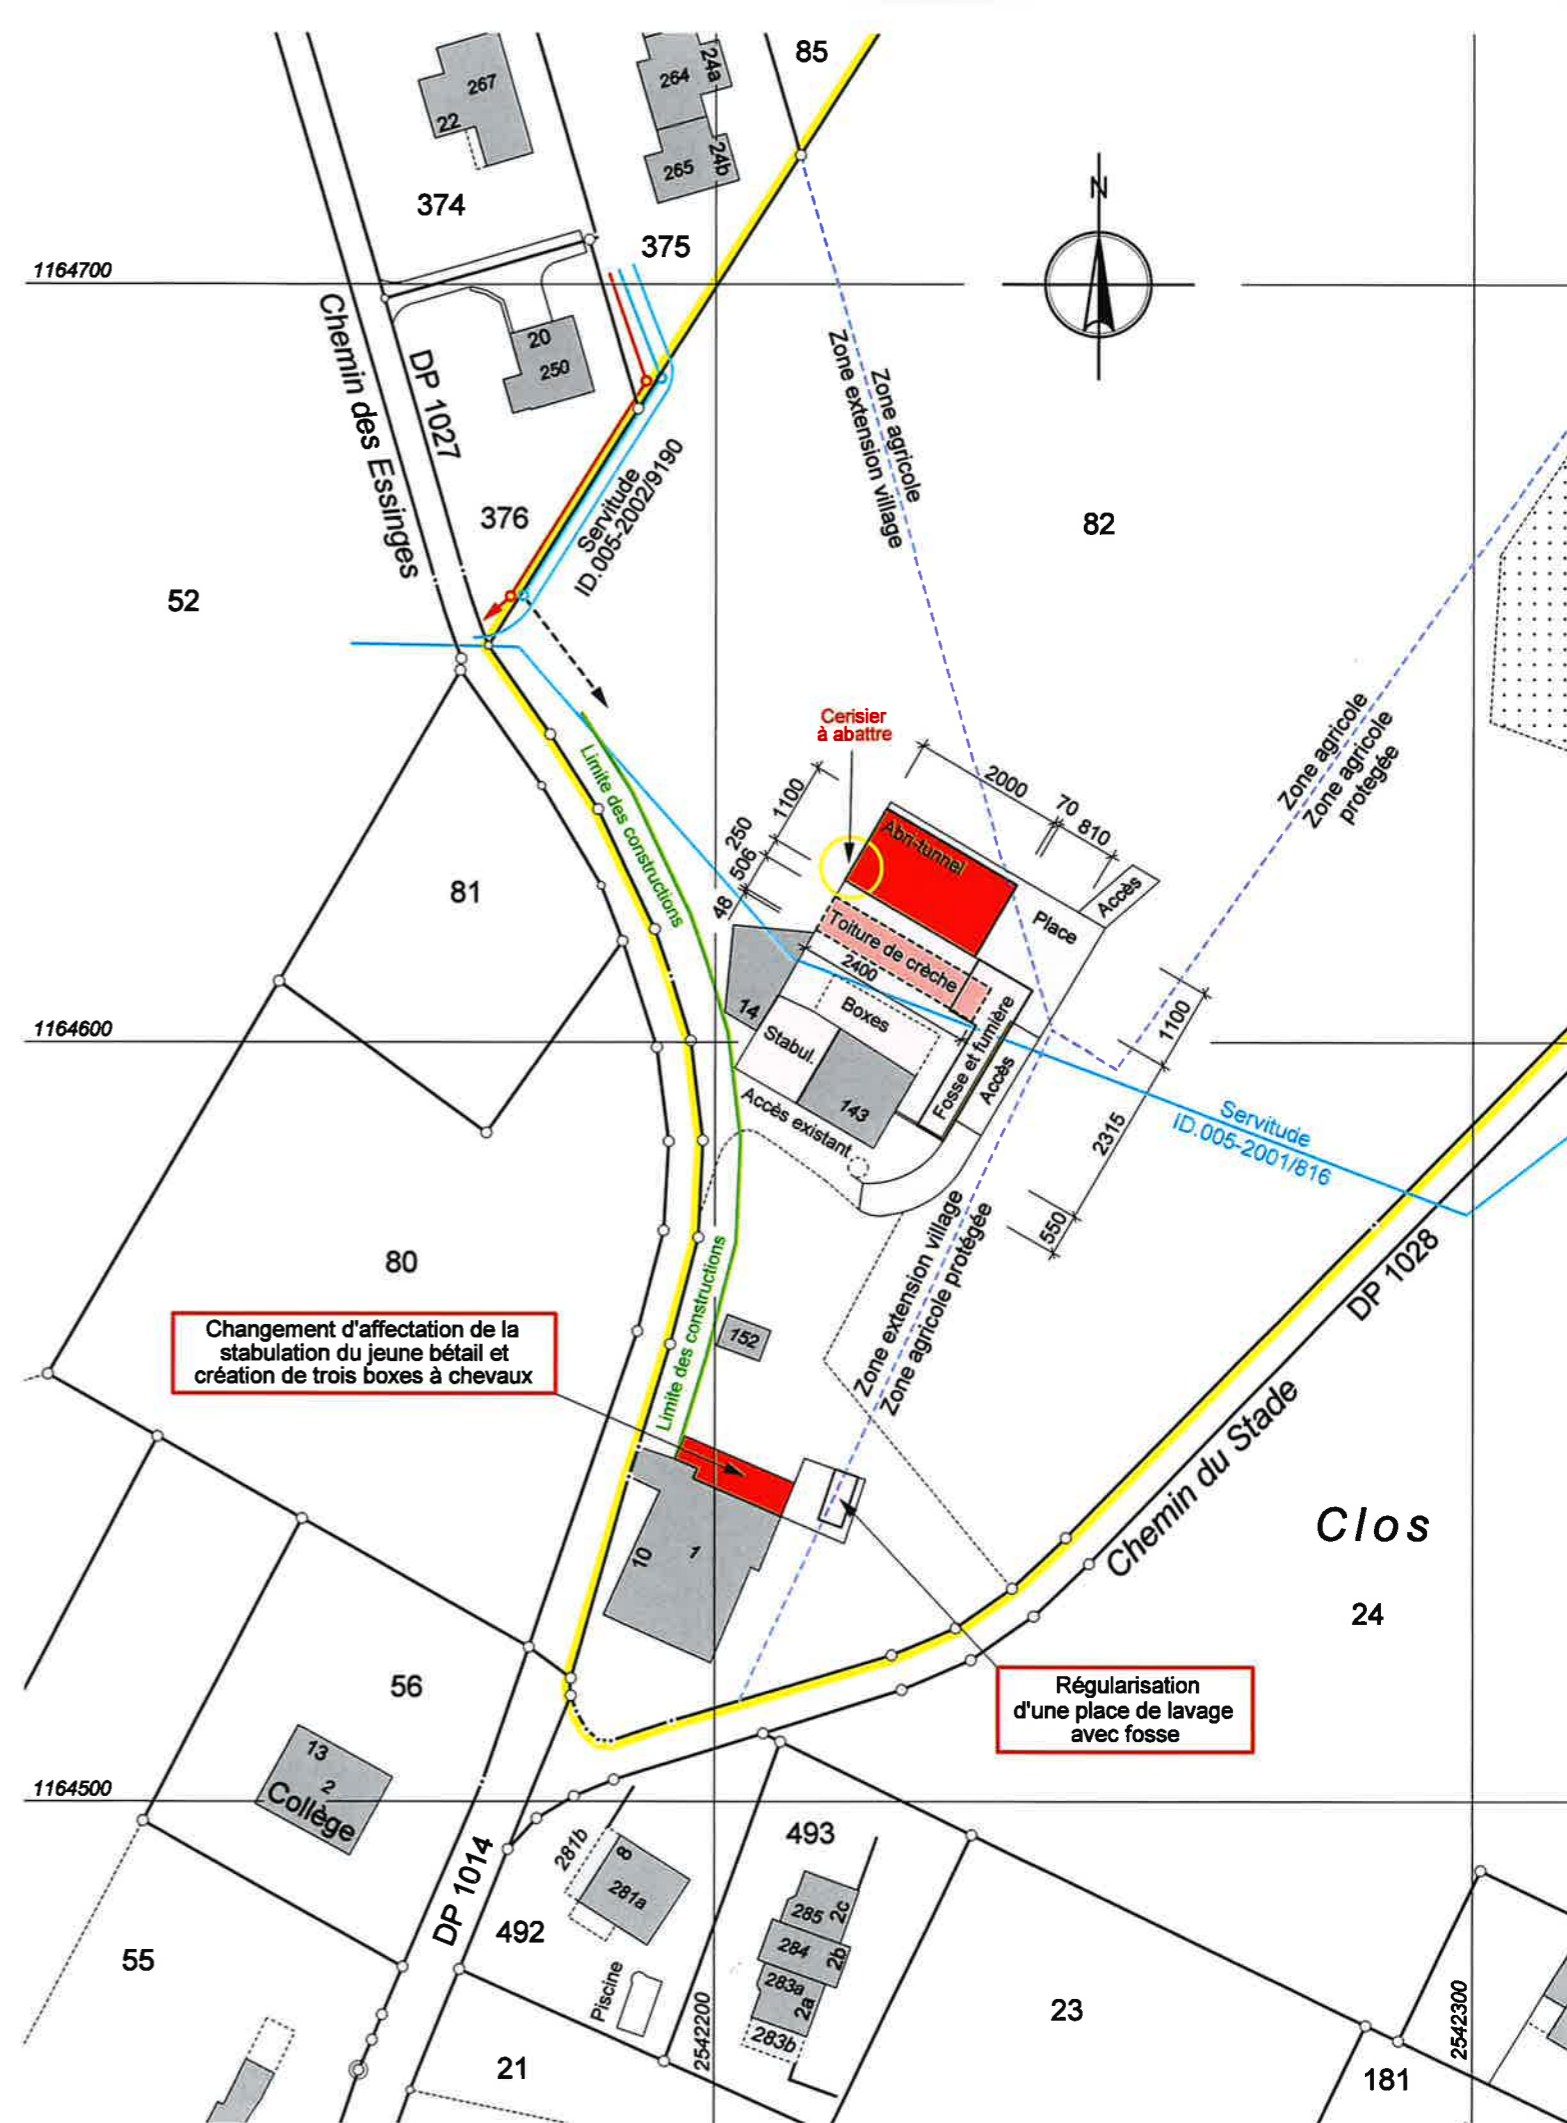 85
267
22
264
24a
265
24b
374
375
N
1164700
Chemin des Essinges
DP 1027
20
250
Zone agricole
Zone extension village
376
Servitude
ID.005-2002/9190
82
52
Cerisier
à abattre
Zone agricole
Zone agricole
protegée
Limite des constructions
1100
250
506
48
2000
70
810
Abri-tunnel
Accès
Place
81
Toiture de crèche
2400
14
Boxes
Stabul.
Fosse et fumière
Accès
1100
1164600
143
Accès existant
2315
Servitude
ID.005-2001/816
550
80
Zone extension village
Zone agricole protégée
DP 1028
Limite des constructions
152
Changement d'affectation de la
stabulation du jeune bétail et
création de trois boxes à chevaux
Chemin du Stade
10
1
Clos
24
56
Régularisation
d'une place de lavage
avec fosse
13
2
Collège
1164500
DP 1014
281b
8
281a
493
285
2c
284
2b
283a
2a
283b
492
55
Piscine
2542200
23
2542300
21
181